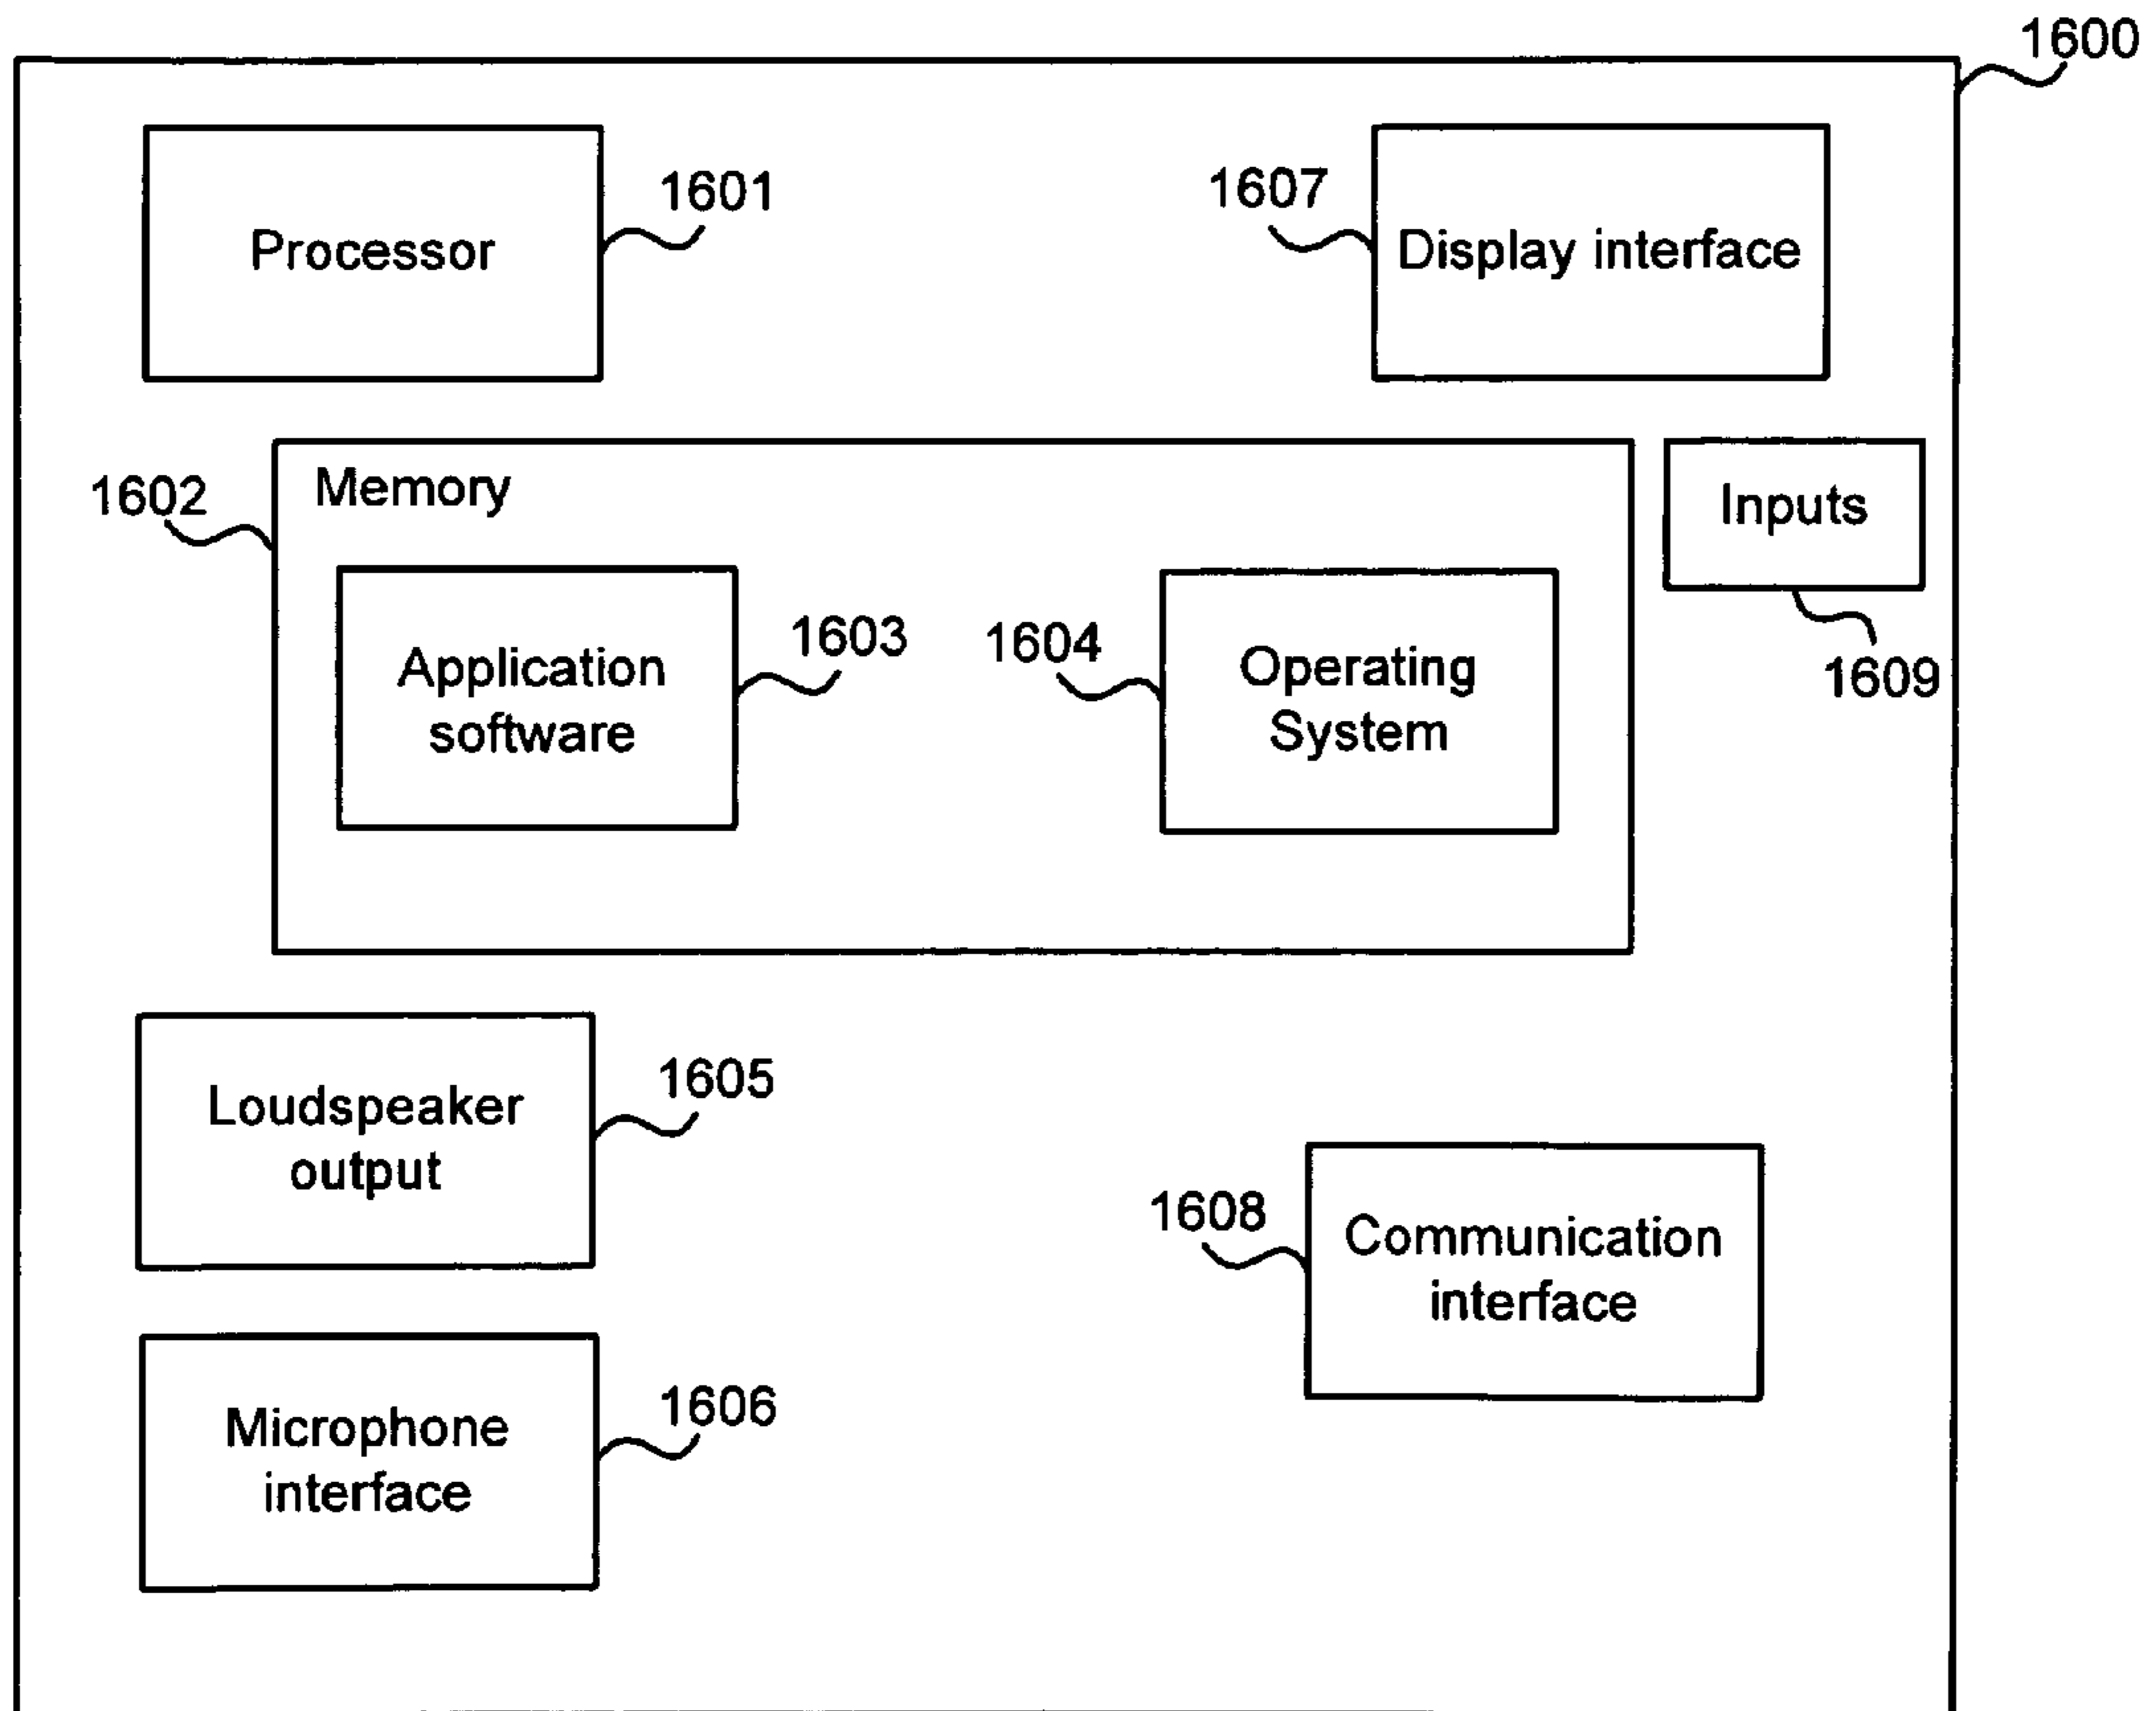 1600
Processor
1601
1607
Display interface
1602
Memory
Inputs
1609
Application
software
1603
1604
Operating
System
Loudspeaker
output
1605
1608
Communication
interface
Microphone
interface
1606